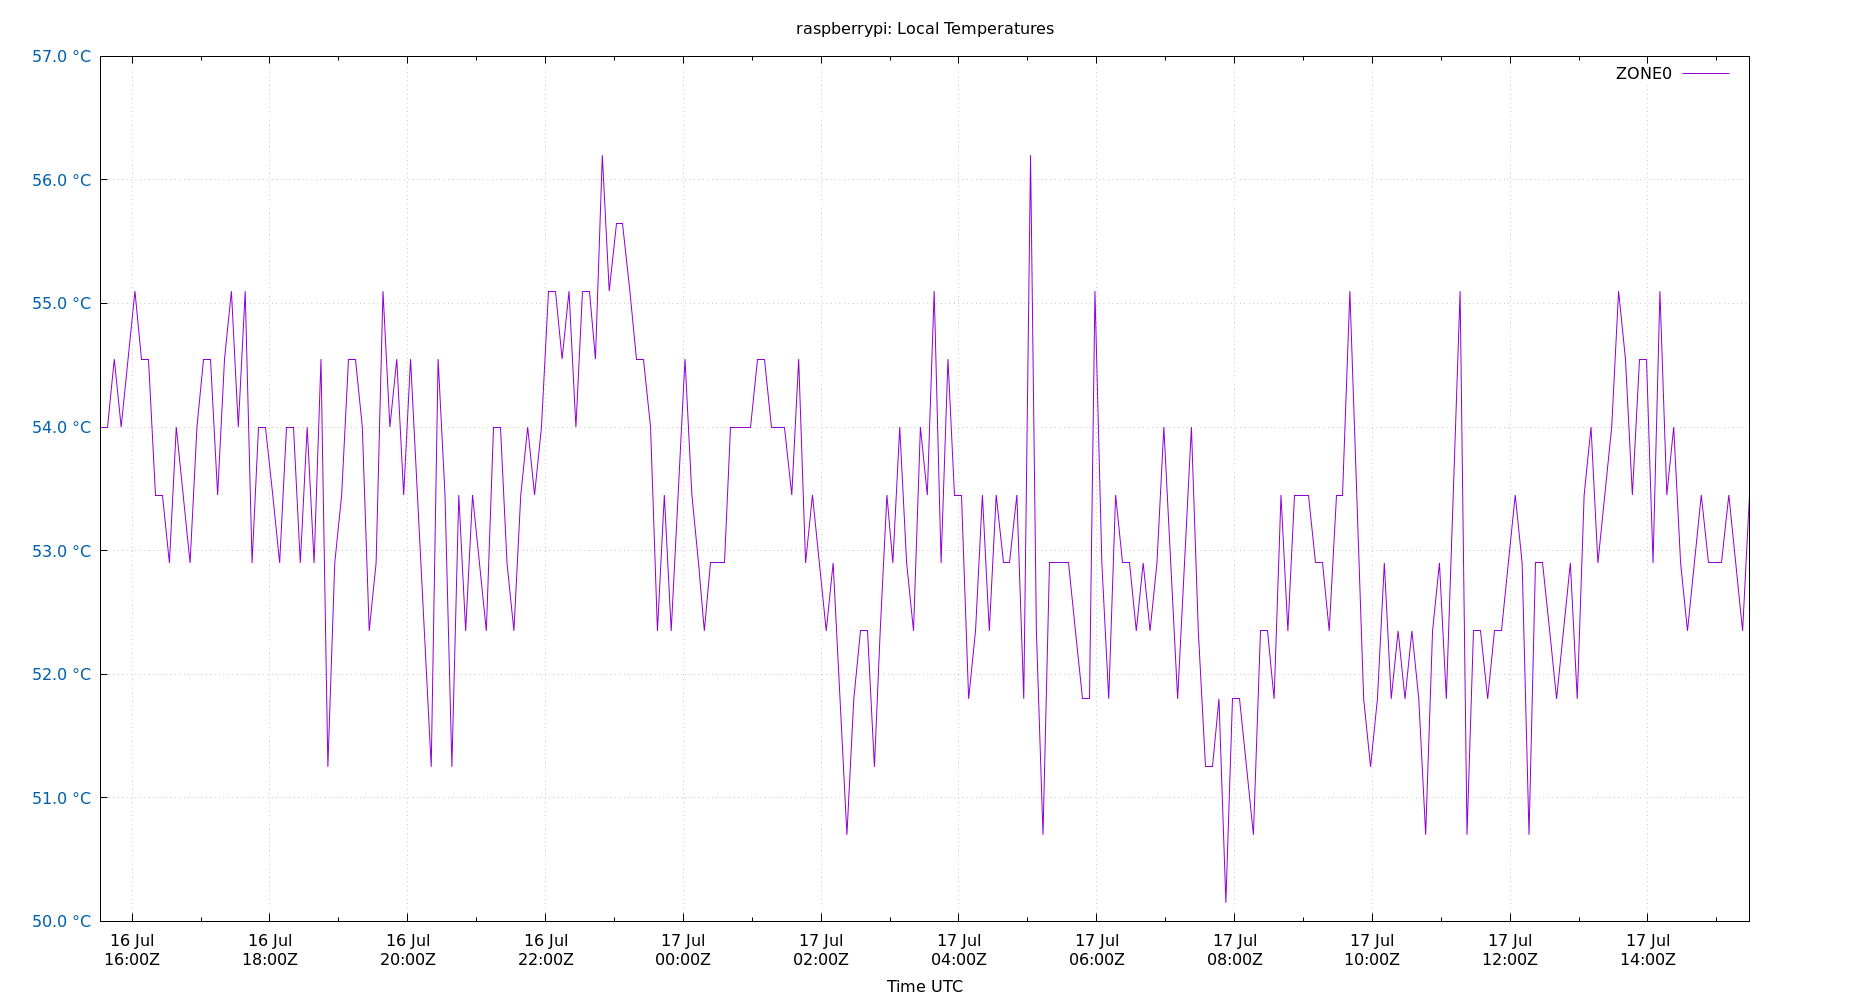 raspberrypi: Local Temperatures
57.0 °C
ZONE0
56.0 °C
55.0 °C
54.0 °C
53.0 °C
52.0 °C
51.0 °C
50.0 °C
16 Jul 16 Jul 16 Jul 16 Jul 17 Jul 17 Jul 17 Jul 17 Jul 17 Jul 17 Jul 17 Jul 17 Jul
16:00Z 18:00Z 20:00Z 22:00Z 00:00Z 02:00Z 04:00Z 06:00Z 08:00Z 10:00Z 12:00Z 14:00Z
Time UTC